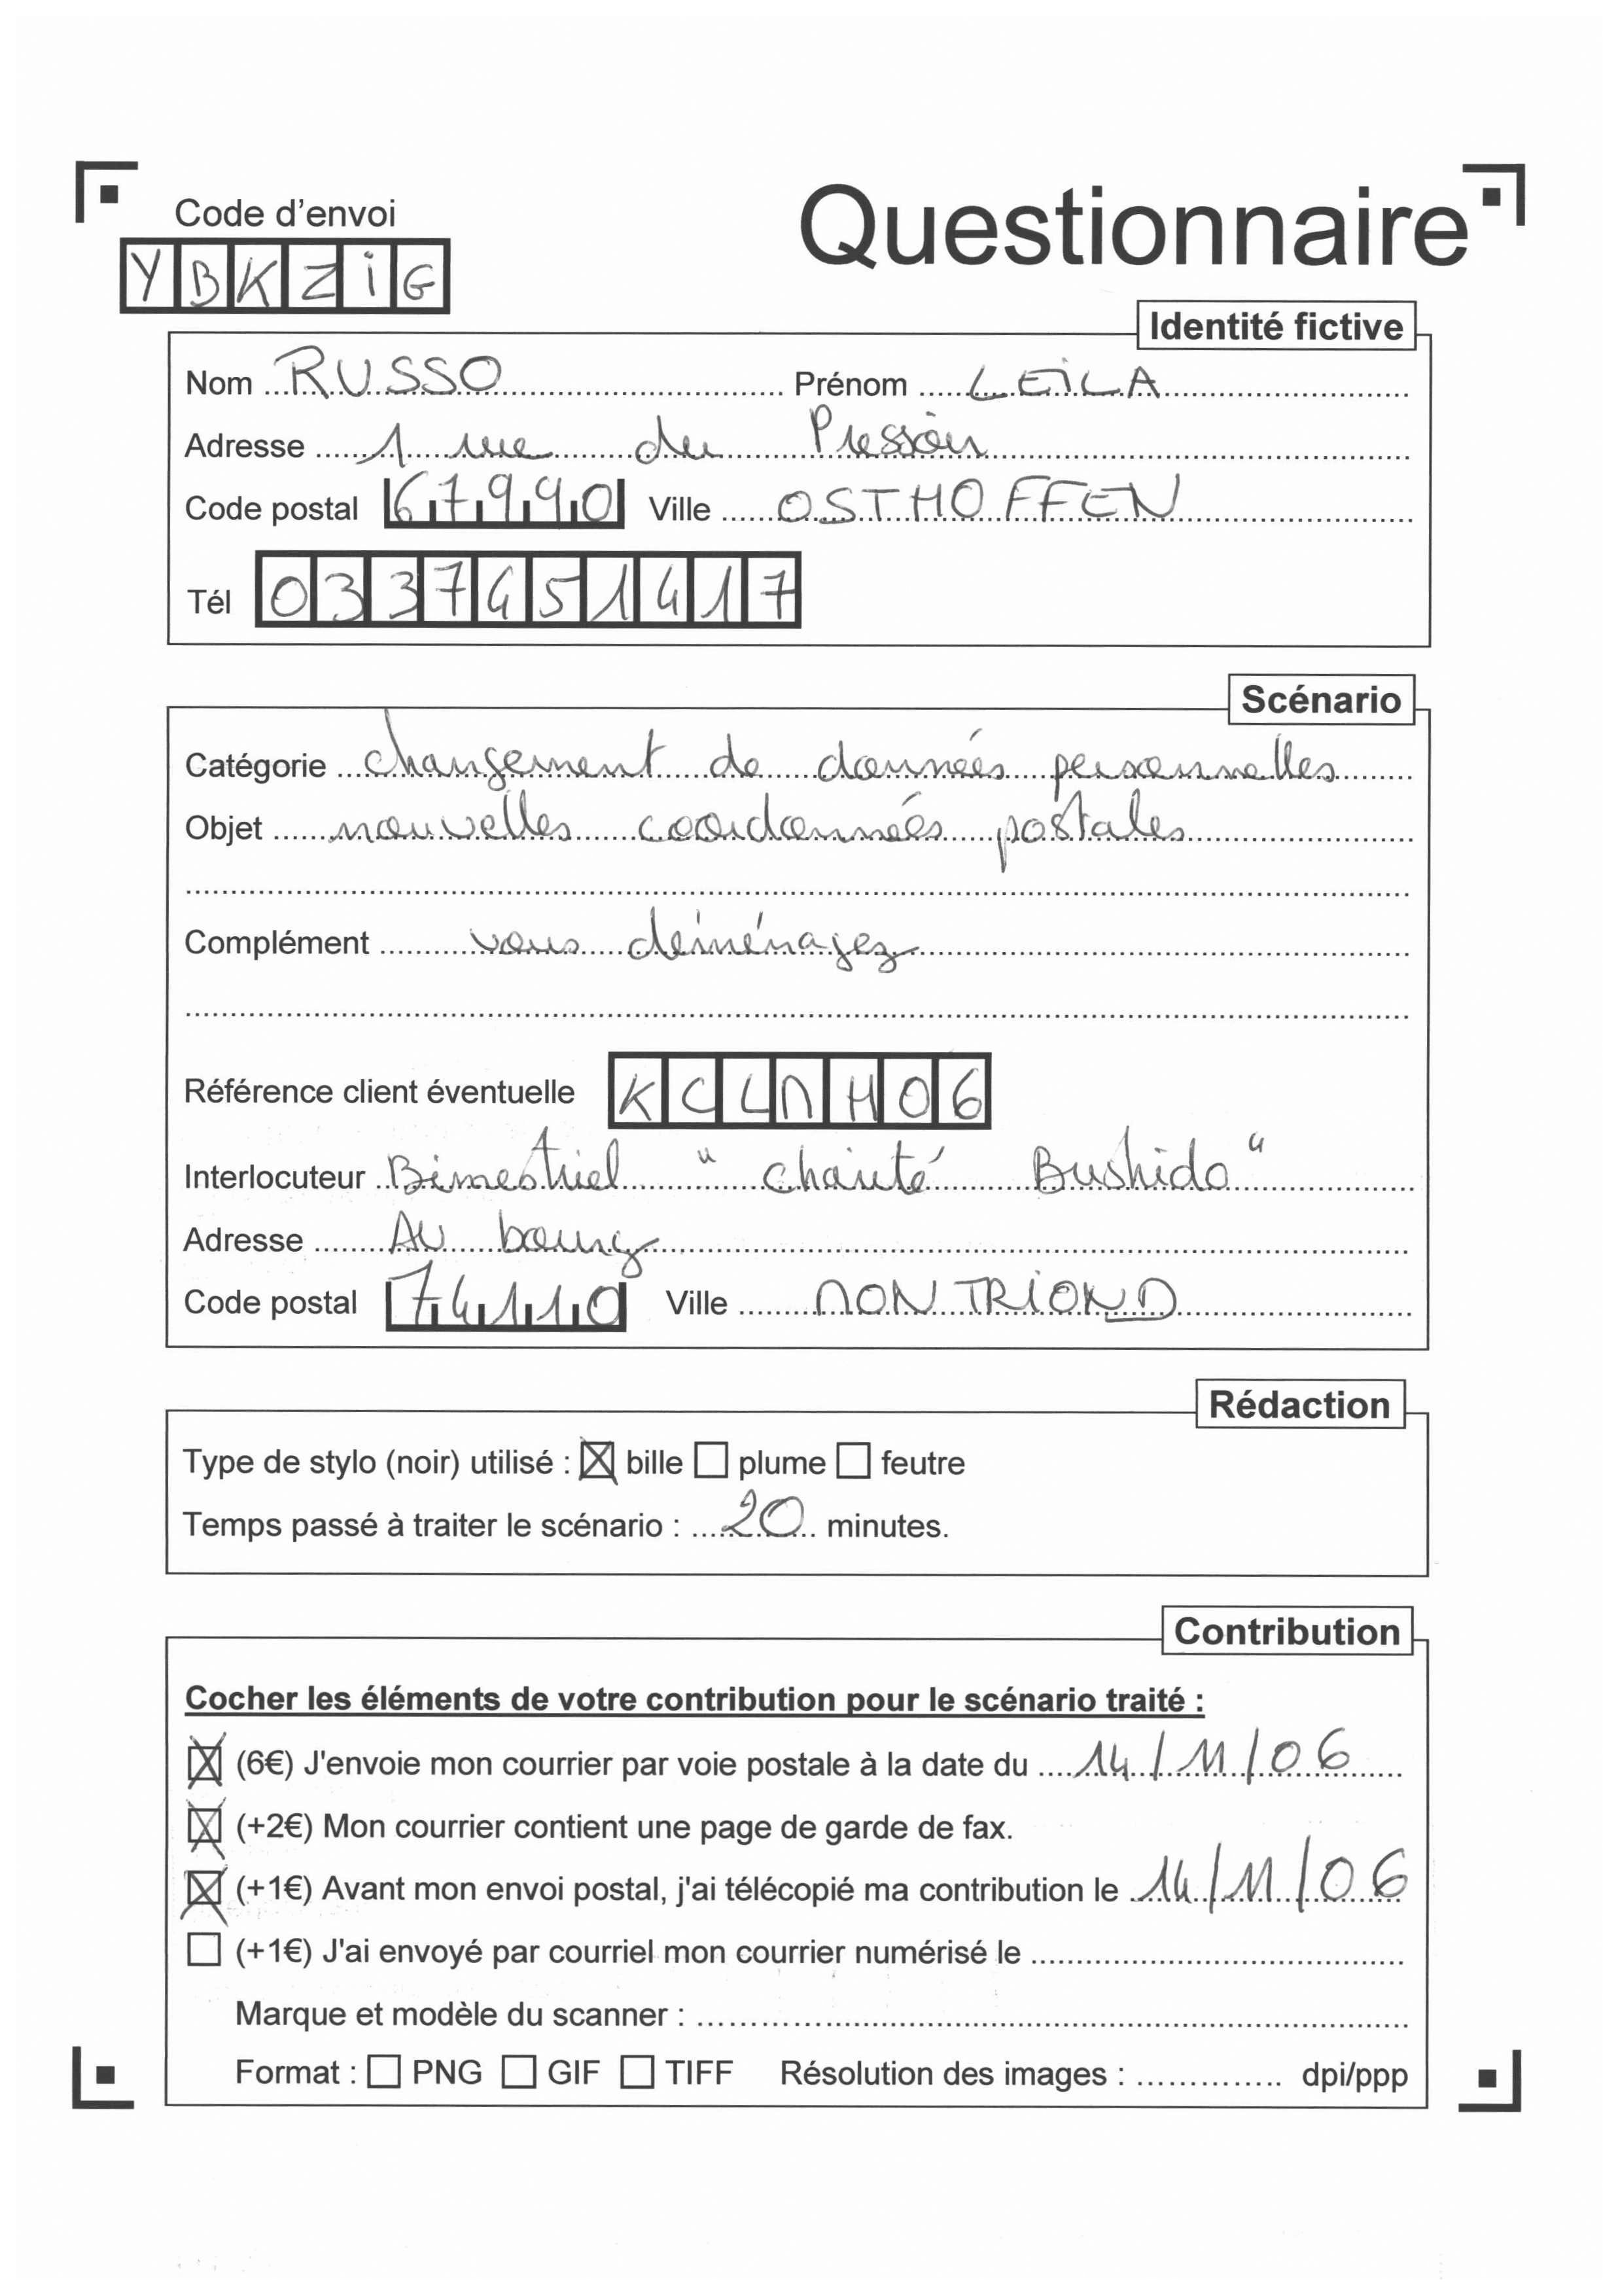 Code d'envoi
Questionnaire
YBKZiG
Identité fictive
Nom RUSSO Prénom LEiLA
Adresse 1 rue du Pressoir
Code postal 67990 Ville OSTHOFFEN
Tél 0337451417
Scénario
Catégorie changement de données personnelles
Objet nouvelles coordonnées postales
Complément vous déménagez
Référence client éventuelle KCLMH06
Interlocuteur Bimestriel "Charité Bushido"
Adresse AU bourg
Code postal 74110 Ville MONTRiOND
Rédaction
Type de stylo (noir) utilisé : bille plume feutre
Temps passé à traiter le scénario : 20 minutes.
Contribution
Cocher les éléments de votre contribution pour le scénario traité :
(6€) J'envoie mon courrier par voie postale à la date du 14/11/06
(+2€) Mon courrier contient une page de garde de fax.
(+1€) Avant mon envoi postal, j'ai télécopié ma contribution le 14/11/06
(+1€) J'ai envoyé par courriel mon courrier numérisé le
Marque et modèle du scanner :
Format : PNG GIF TIFF Résolution des images : dpi/ppp